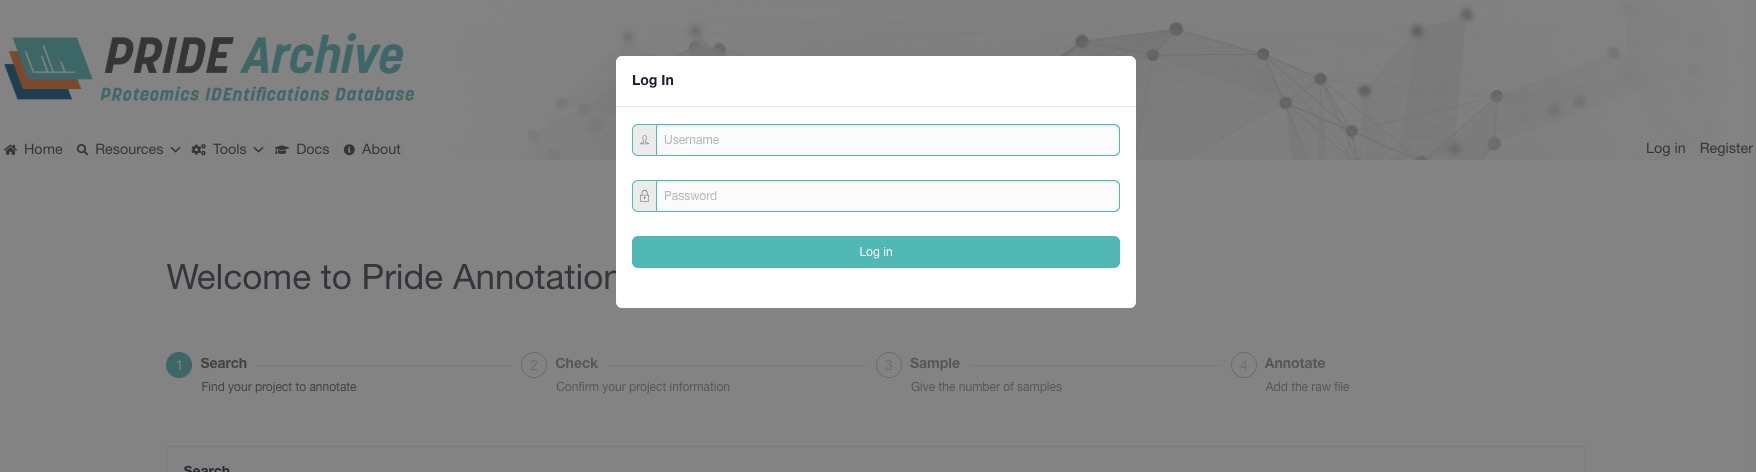 PRIDE Archive
PRoteomics IDEntifications Database
Home Resources Tools Docs About
Log in Register
Log In
Username
Password
Log in
Welcome to Pride Annotation
1 Search
Find your project to annotate
2 Check
Confirm your project information
3 Sample
Give the number of samples
4 Annotate
Add the raw file
Search